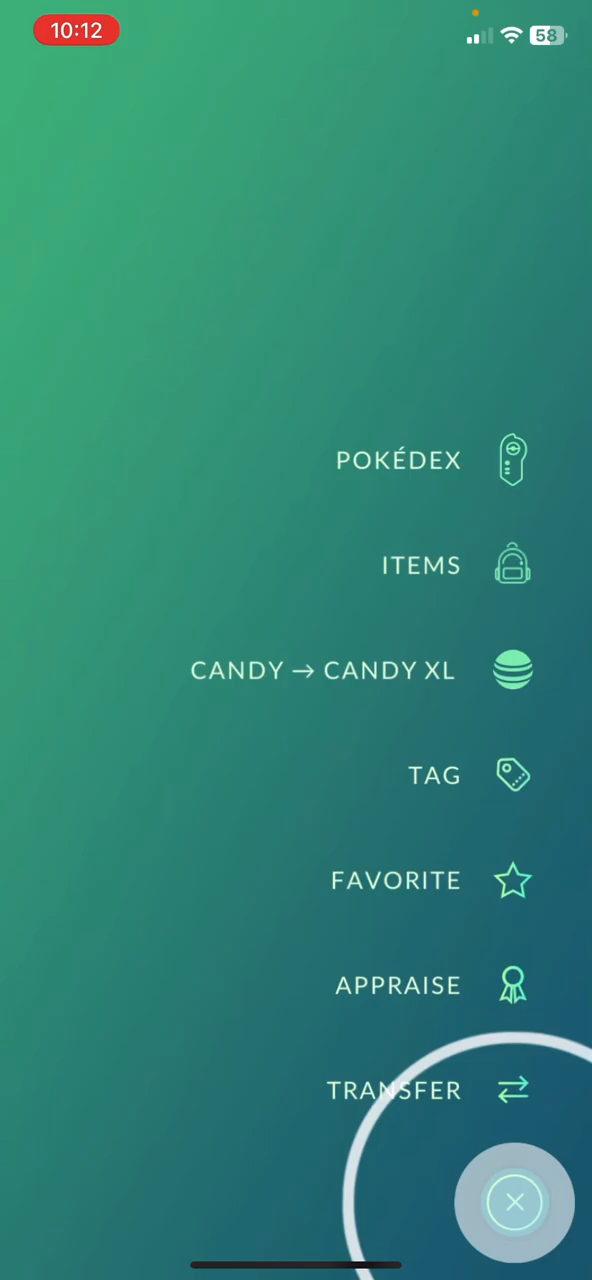 10:12
58
POKÉDEX
ITEMS
CANDY → CANDY XL
TAG
FAVORITE
APPRAISE
TRANSFER